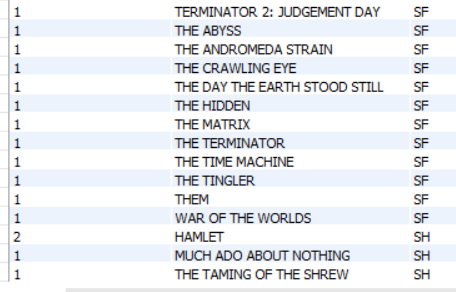 1 TERMINATOR 2: JUDGEMENT DAY SF
1 THE ABYSS SF
1 THE ANDROMEDA STRAIN SF
1 THE CRAWLING EYE SF
1 THE DAY THE EARTH STOOD STILL SF
1 THE HIDDEN SF
1 THE MATRIX SF
1 THE TERMINATOR SF
1 THE TIME MACHINE SF
1 THE TINGLER SF
1 THEM SF
1 WAR OF THE WORLDS SF
2 HAMLET SH
1 MUCH ADO ABOUT NOTHING SH
1 THE TAMING OF THE SHREW SH